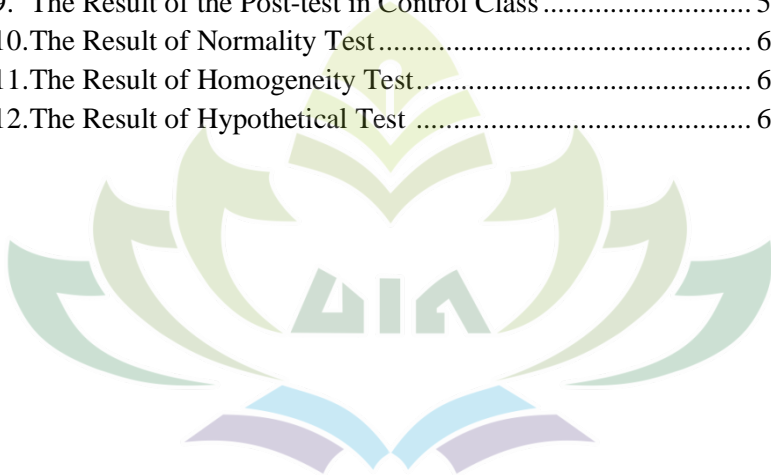 9. The Result of the Post-test in Control Class ............................ 5
10.The Result of Normality Test ................................................. 6
11.The Result of Homogeneity Test............................................ 6
12.The Result of Hypothetical Test ............................................ 6
UIN